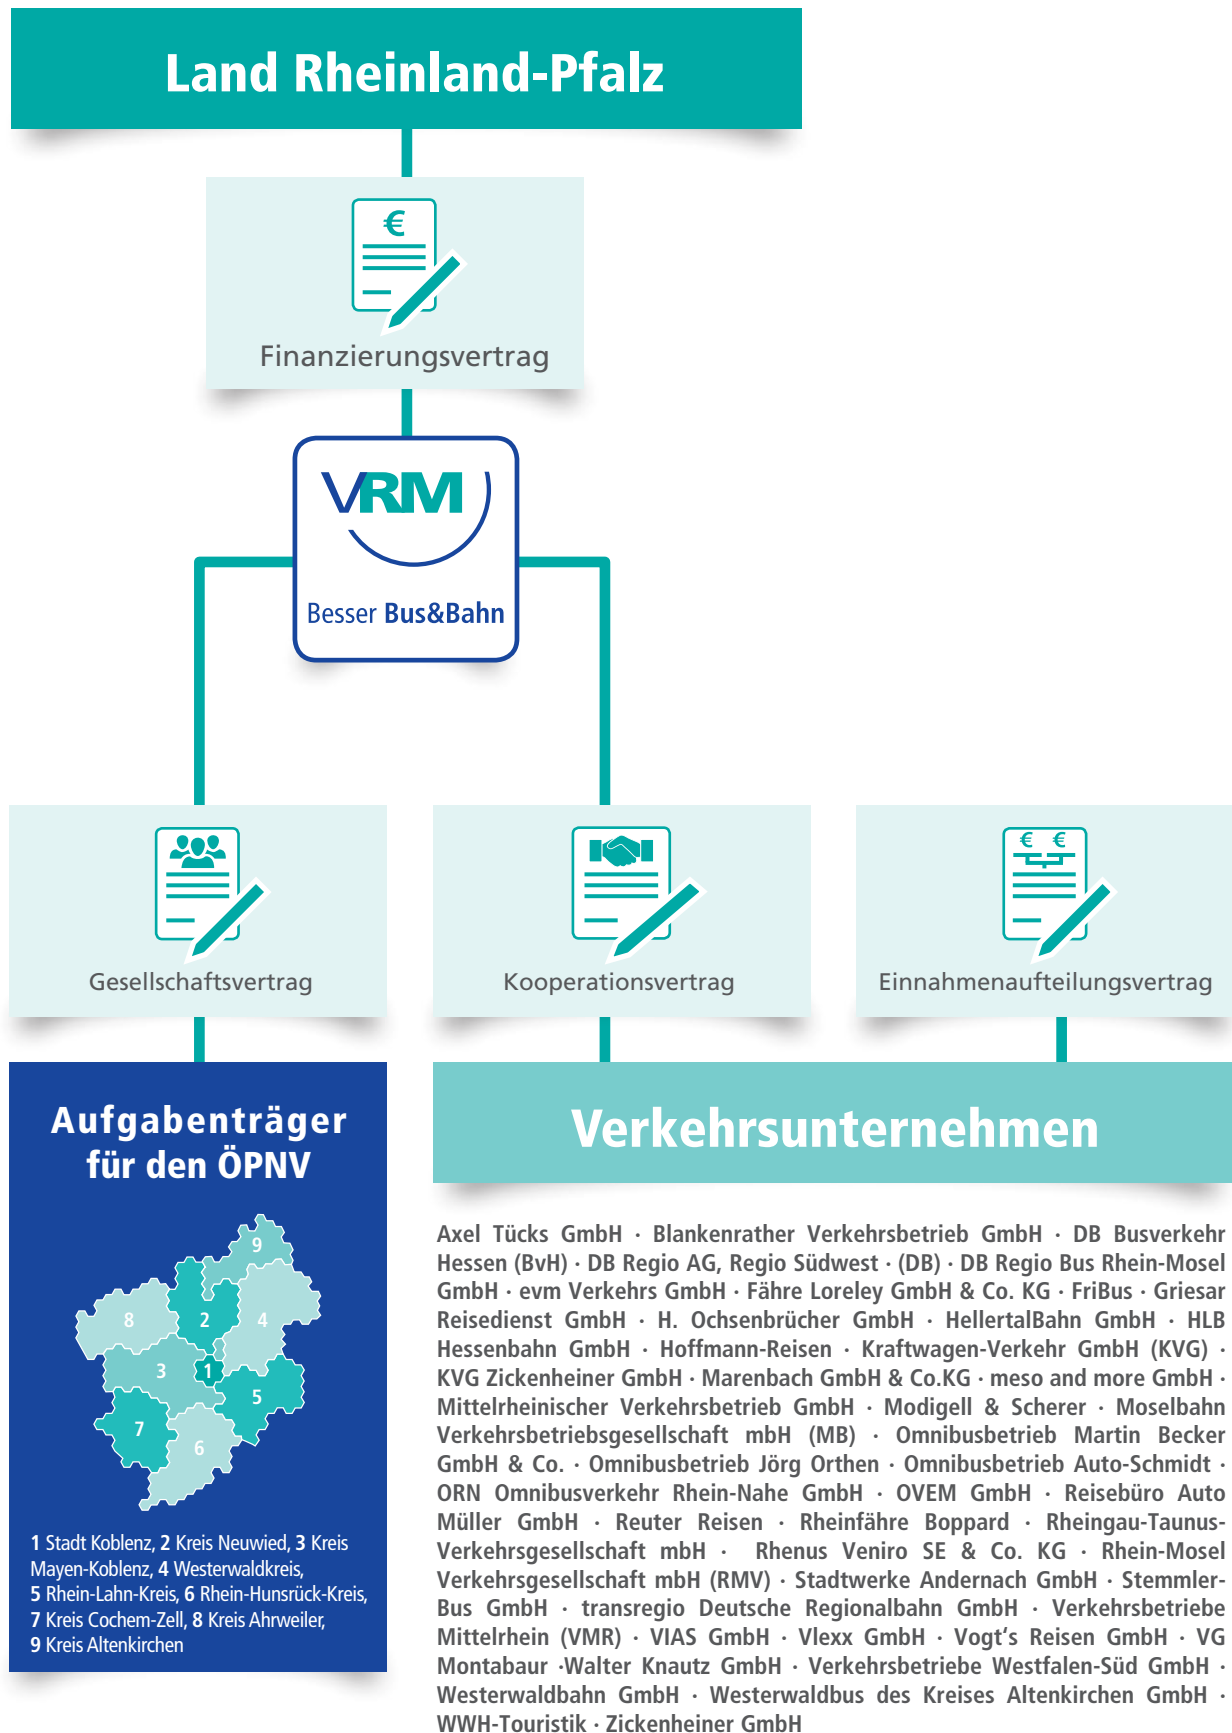 Land Rheinland-Pfalz
€
Finanzierungsvertrag
VRM
Besser Bus&Bahn
Gesellschaftsvertrag
Kooperationsvertrag
€ €
Einnahmenaufteilungsvertrag
Aufgabenträger
für den ÖPNV
9
8
2
4
3
1
5
7
6
1 Stadt Koblenz, 2 Kreis Neuwied, 3 Kreis
Mayen-Koblenz, 4 Westerwaldkreis,
5 Rhein-Lahn-Kreis, 6 Rhein-Hunsrück-Kreis,
7 Kreis Cochem-Zell, 8 Kreis Ahrweiler,
9 Kreis Altenkirchen
Verkehrsunternehmen
Axel Tücks GmbH · Blankenrather Verkehrsbetrieb GmbH · DB Busverkehr
Hessen (BvH) · DB Regio AG, Regio Südwest · (DB) · DB Regio Bus Rhein-Mosel
GmbH · evm Verkehrs GmbH · Fähre Loreley GmbH & Co. KG · FriBus · Griesar
Reisedienst GmbH · H. Ochsenbrücher GmbH · HellertalBahn GmbH · HLB
Hessenbahn GmbH · Hoffmann-Reisen · Kraftwagen-Verkehr GmbH (KVG) ·
KVG Zickenheiner GmbH · Marenbach GmbH & Co.KG · meso and more GmbH ·
Mittelrheinischer Verkehrsbetrieb GmbH · Modigell & Scherer · Moselbahn
Verkehrsbetriebsgesellschaft mbH (MB) · Omnibusbetrieb Martin Becker
GmbH & Co. · Omnibusbetrieb Jörg Orthen · Omnibusbetrieb Auto-Schmidt ·
ORN Omnibusverkehr Rhein-Nahe GmbH · OVEM GmbH · Reisebüro Auto
Müller GmbH · Reuter Reisen · Rheinfähre Boppard · Rheingau-Taunus-
Verkehrsgesellschaft mbH · Rhenus Veniro SE & Co. KG · Rhein-Mosel
Verkehrsgesellschaft mbH (RMV) · Stadtwerke Andernach GmbH · Stemmler-
Bus GmbH · transregio Deutsche Regionalbahn GmbH · Verkehrsbetriebe
Mittelrhein (VMR) · VIAS GmbH · Vlexx GmbH · Vogt‘s Reisen GmbH · VG
Montabaur ·Walter Knautz GmbH · Verkehrsbetriebe Westfalen-Süd GmbH ·
Westerwaldbahn GmbH · Westerwaldbus des Kreises Altenkirchen GmbH ·
WWH-Touristik · Zickenheiner GmbH